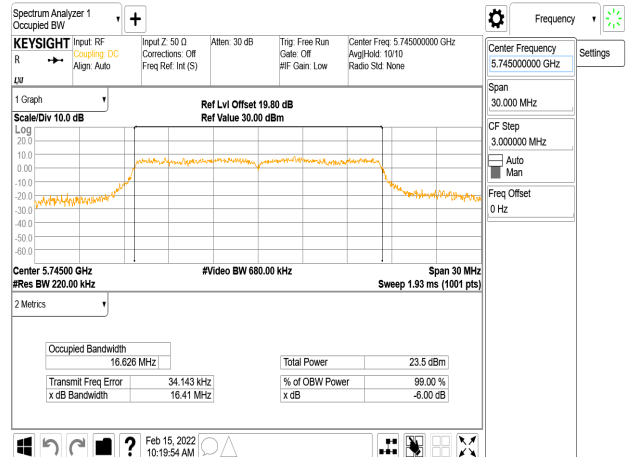 Spectrum Analyzer 1
Occupied BW
Frequency
KEYSIGHT
R
Input: RF
Coupling: DC
Align: Auto
Input Z: 50 Ω
Corrections: Off
Freq Ref: Int (S)
Atten: 30 dB
Trig: Free Run
Gate: Off
#IF Gain: Low
Center Freq: 5.745000000 GHz
Avg|Hold: 10/10
Radio Std: None
Center Frequency
5.745000000 GHz
Settings
Span
30.000 MHz
CF Step
3.000000 MHz
Auto
Man
Freq Offset
0 Hz
1 Graph
Scale/Div 10.0 dB
Ref Lvl Offset 19.80 dB
Ref Value 30.00 dBm
Log
20.0
10.0
0.00
-10.0
-20.0
-30.0
-40.0
-50.0
-60.0
Center 5.74500 GHz
#Video BW 680.00 kHz
Span 30 MHz
#Res BW 220.00 kHz
Sweep 1.93 ms (1001 pts)
2 Metrics
Occupied Bandwidth
16.626 MHz
Total Power
23.5 dBm
Transmit Freq Error
34.143 kHz
% of OBW Power
99.00 %
x dB Bandwidth
16.41 MHz
x dB
-6.00 dB
?
Feb 15, 2022
10:19:54 AM